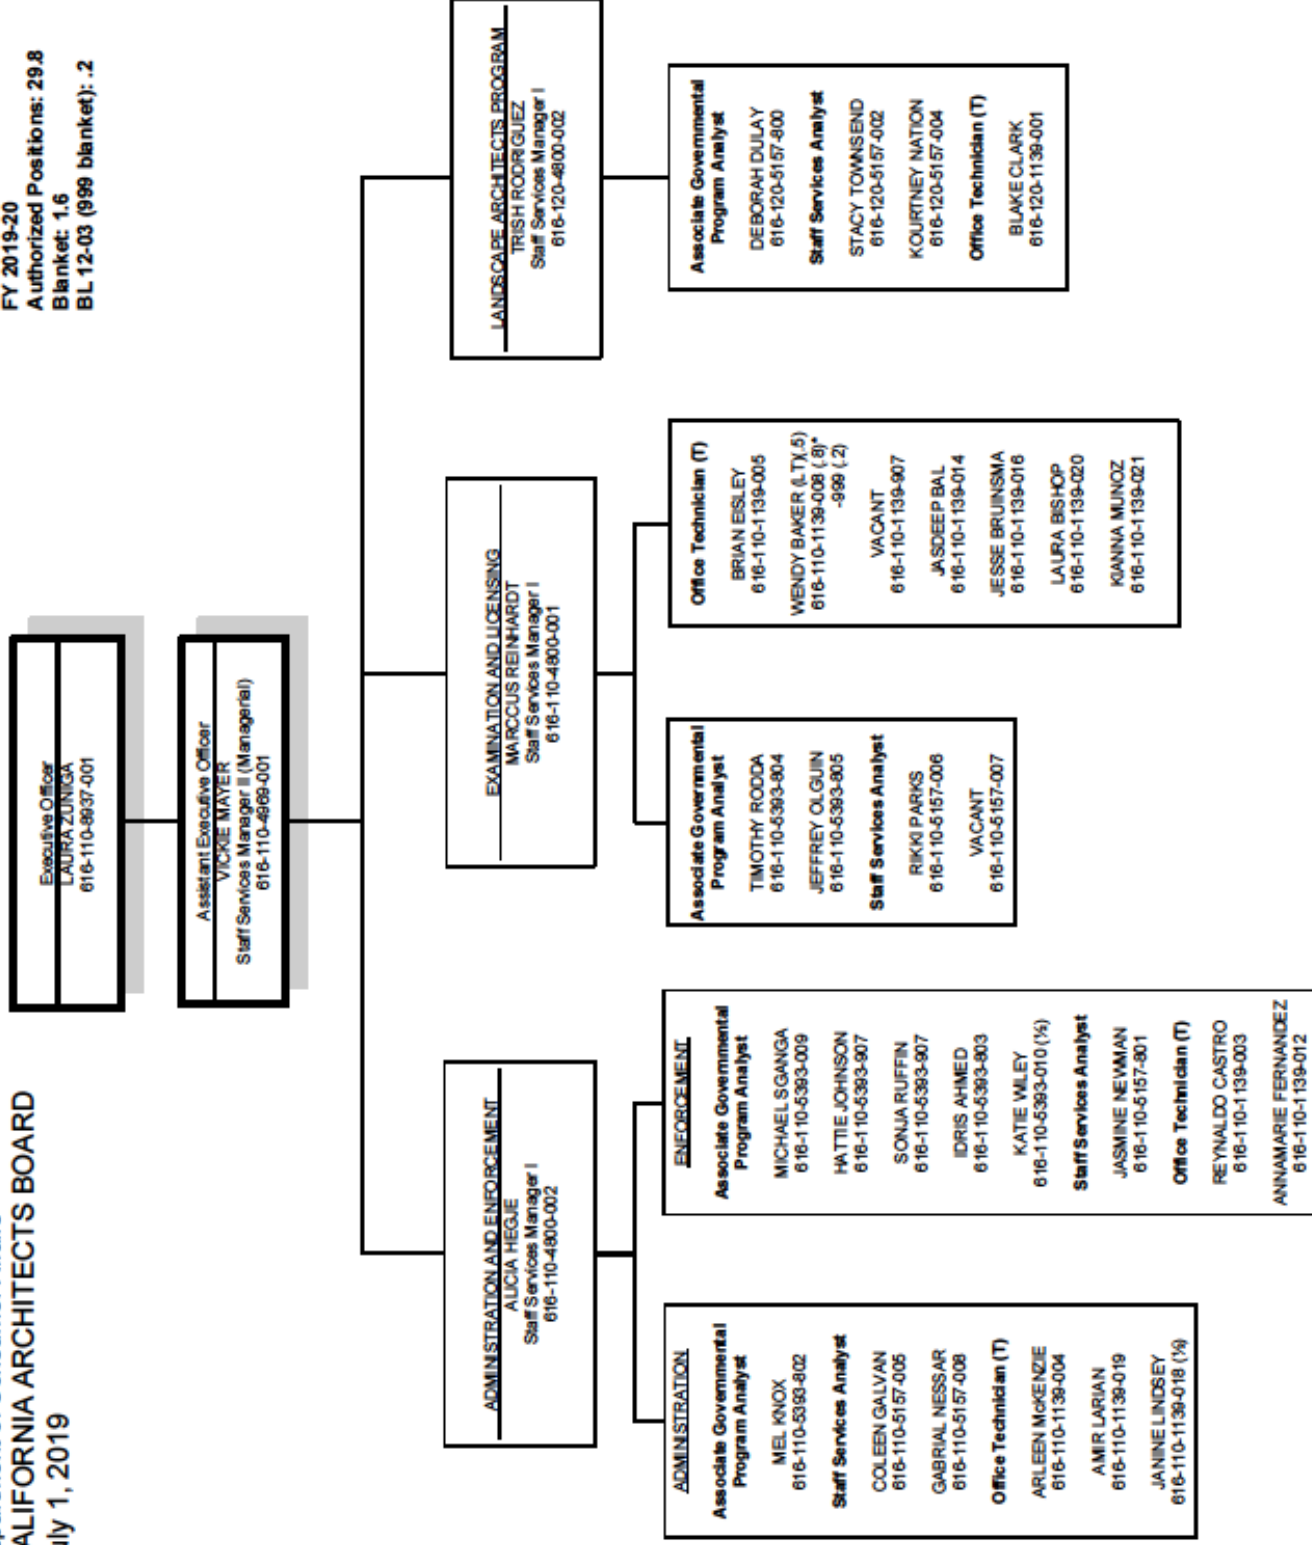 CALIFORNIA ARCHITECTS BOARD
July 1, 2019
FY 2019-20
Authorized Positions: 29.8
Blanket: 1.6
BL 12-03 (999 blanket): .2
Executive Officer
LAURA ZUNIGA
616-110-8937-001
Assistant Executive Officer
VICKIE MAYER
Staff Services Manager II (Managerial)
616-110-4969-001
ADMINISTRATION AND ENFORCEMENT
ALICIA HEGJE
Staff Services Manager I
616-110-4800-002
EXAMINATION AND LICENSING
MARCCUS REINHARDT
Staff Services Manager I
616-110-4800-001
LANDSCAPE ARCHITECTS PROGRAM
TRISH RODRIGUEZ
Staff Services Manager I
616-120-4800-002
ADMINISTRATION
Associate Governmental
Program Analyst
MEL KNOX
616-110-5393-802
Staff Services Analyst
COLEEN GALVAN
616-110-5157-005
GABRIAL NESSAR
616-110-5157-008
Office Technician (T)
ARLEEN McKENZIE
616-110-1139-004
AMIR LARIAN
616-110-1139-019
JANINE LINDSEY
616-110-1139-018 (½)
ENFORCEMENT
Associate Governmental
Program Analyst
MICHAEL SGANGA
616-110-5393-009
HATTIE JOHNSON
616-110-5393-907
SONJA RUFFIN
616-110-5393-907
IDRIS AHMED
616-110-5393-803
KATIE WILEY
616-110-5393-010 (½)
Staff Services Analyst
JASMINE NEWMAN
616-110-5157-801
Office Technician (T)
REYNALDO CASTRO
616-110-1139-003
ANNAMARIE FERNANDEZ
616-110-1139-012
Associate Governmental
Program Analyst
TIMOTHY RODDA
616-110-5393-804
JEFFREY OLGUIN
616-110-5393-805
Staff Services Analyst
RIKKI PARKS
616-110-5157-006
VACANT
616-110-5157-007
Office Technician (T)
BRIAN EISLEY
616-110-1139-005
WENDY BAKER (LT)(.5)
616-110-1139-008 (.8)*
-999 (.2)
VACANT
616-110-1139-907
JASDEEP BAL
616-110-1139-014
JESSE BRUINSMA
616-110-1139-016
LAURA BISHOP
616-110-1139-020
KIANNA MUNOZ
616-110-1139-021
Associate Governmental
Program Analyst
DEBORAH DULAY
616-120-5157-800
Staff Services Analyst
STACY TOWNSEND
616-120-5157-002
KOURTNEY NATION
616-120-5157-004
Office Technician (T)
BLAKE CLARK
616-120-1139-001